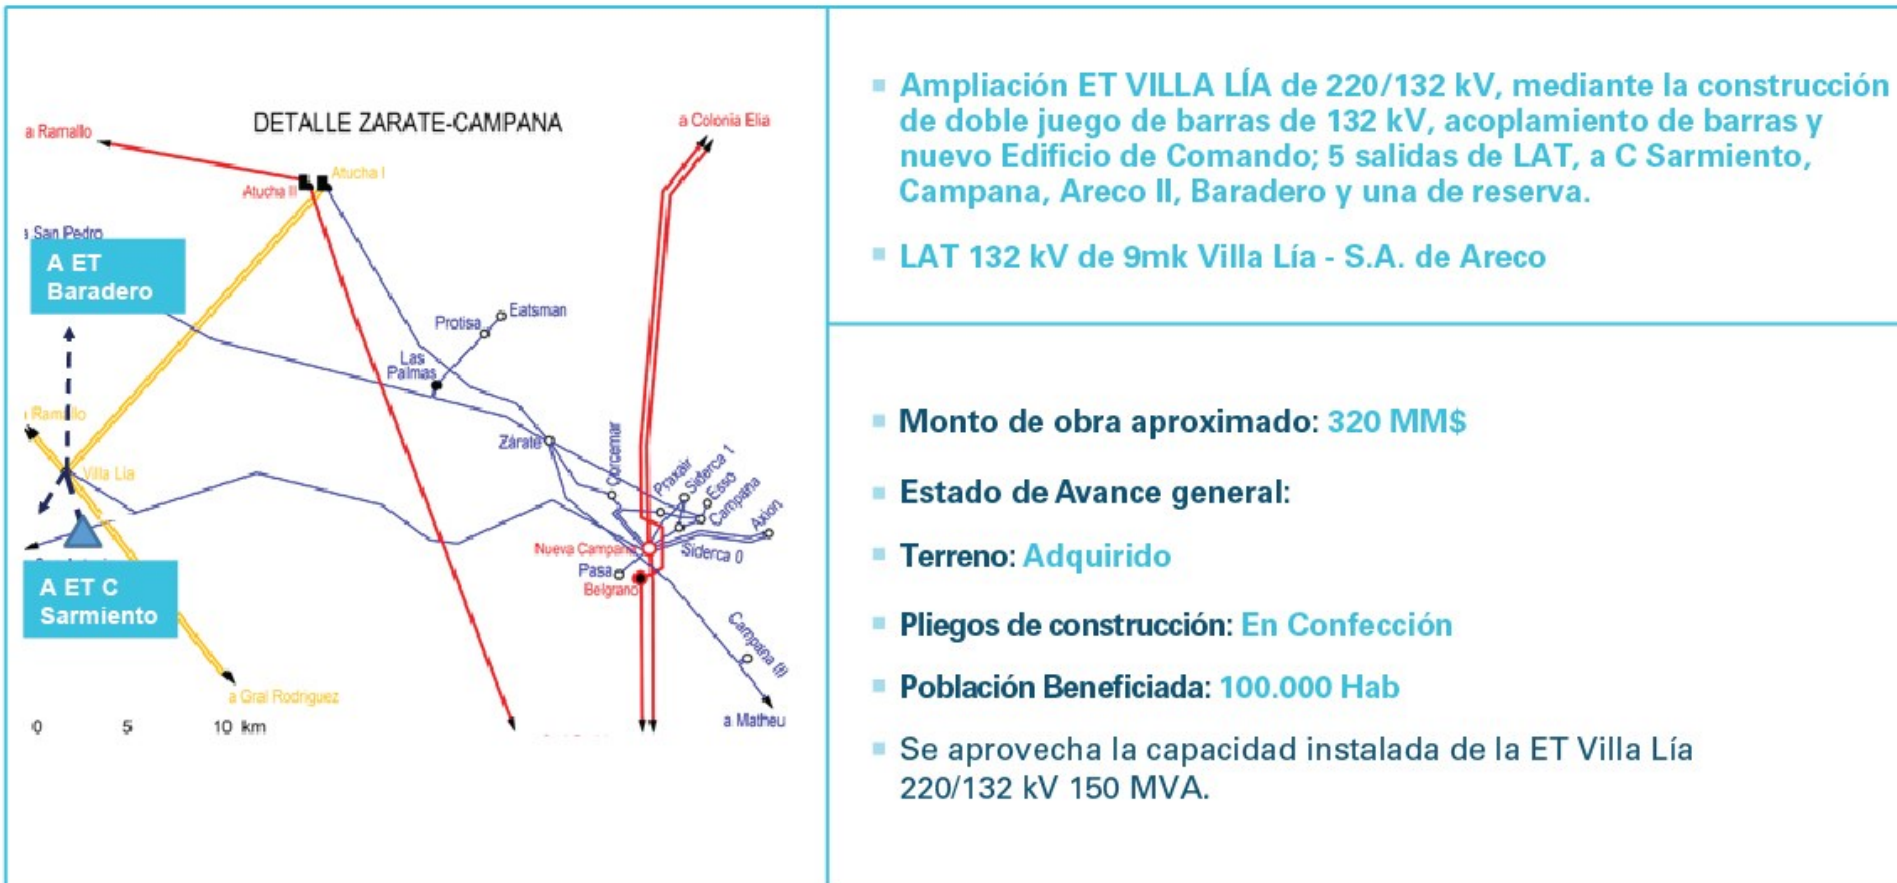 DETALLE ZARATE-CAMPANA
a Ramallo
a Colonia Elia
Atucha I
Atucha II
San Pedro
A ET
Baradero
Eatsman
Protisa
Las
Palmas
Ramallo
Zárate
Corcemar
Praxair
Siderca 1
Esso
Campana
Axion
Villa Lía
Nueva Campana
Siderca 0
Pasa
Belgrano
A ET C
Sarmiento
Campana (t)
a Gral Rodriguez
a Matheu
0 5 10 km
▪ Ampliación ET VILLA LÍA de 220/132 kV, mediante la construcción
de doble juego de barras de 132 kV, acoplamiento de barras y
nuevo Edificio de Comando; 5 salidas de LAT, a C Sarmiento,
Campana, Areco II, Baradero y una de reserva.
▪ LAT 132 kV de 9mk Villa Lía - S.A. de Areco
▪ Monto de obra aproximado: 320 MM$
▪ Estado de Avance general:
▪ Terreno: Adquirido
▪ Pliegos de construcción: En Confección
▪ Población Beneficiada: 100.000 Hab
▪ Se aprovecha la capacidad instalada de la ET Villa Lía
220/132 kV 150 MVA.